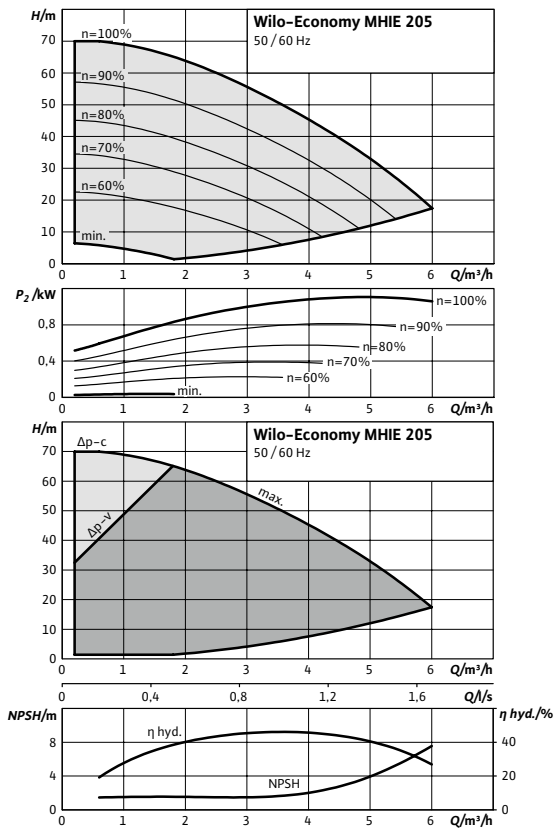 H/m
Wilo-Economy MHIE 205
50 / 60 Hz
n=100%
70
n=90%
60
50
n=80%
40
n=70%
30
n=60%
20
10
min.
0
0 1 2 3 4 5 6 Q/m³/h
P2 /kW
n=100%
0,8
n=90%
n=80%
0,4
n=70%
n=60%
min.
0
0 1 2 3 4 5 6 Q/m³/h
H/m
Wilo-Economy MHIE 205
50 / 60 Hz
Δp-c
70
60
max.
50
Δp-v
40
30
20
10
0
0 1 2 3 4 5 6 Q/m³/h
0 0,4 0,8 1,2 1,6 Q/l/s
NPSH/m
η hyd./%
η hyd.
8 40
4 20
NPSH
0 0
0 1 2 3 4 5 6 Q/m³/h